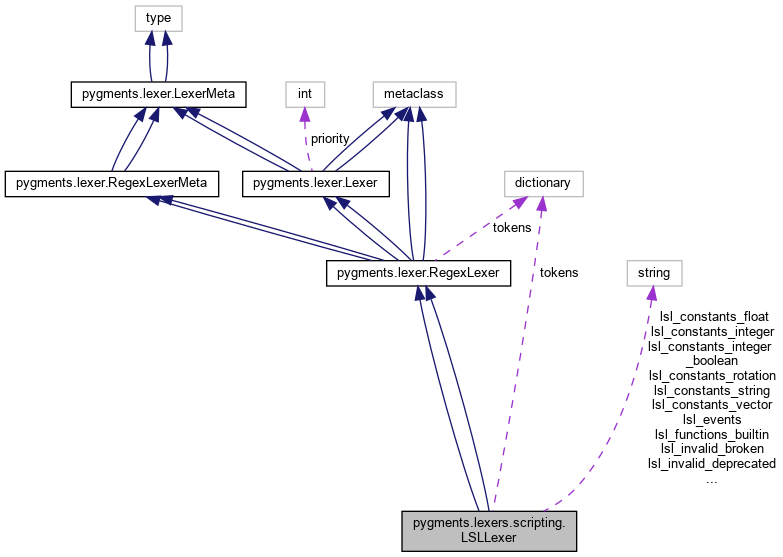 type
pygments.lexer.LexerMeta
int
metaclass
priority
pygments.lexer.RegexLexerMeta
pygments.lexer.Lexer
dictionary
tokens
pygments.lexer.RegexLexer
tokens
string
lsl_constants_float
lsl_constants_integer
lsl_constants_integer
_boolean
lsl_constants_rotation
lsl_constants_string
lsl_constants_vector
lsl_events
lsl_functions_builtin
lsl_invalid_broken
lsl_invalid_deprecated
...
pygments.lexers.scripting.
LSLLexer